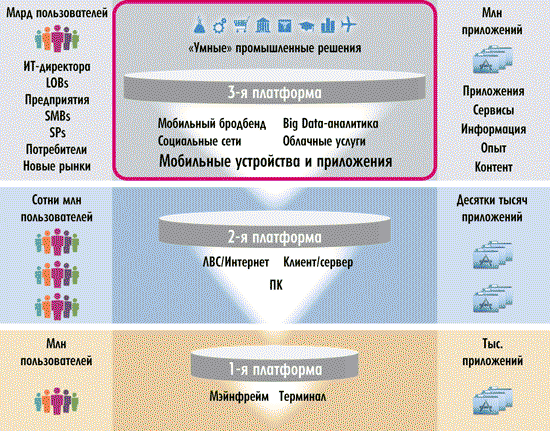 Млрд пользователей
Млн
приложений
«Умные» промышленные решения
ИТ-директора
LOBs
Предприятия
SMBs
SPs
Потребители
Новые рынки
3-я платформа
Мобильный бродбенд Big Data-аналитика
Социальные сети Облачные услуги
Мобильные устройства и приложения
Приложения
Сервисы
Информация
Опыт
Контент
Сотни млн
пользователей
Десятки тысяч
приложений
2-я платформа
ЛВС/Интернет Клиент/сервер
ПК
Млн
пользователей
Тыс.
приложений
1-я платформа
Мэйнфрейм Терминал